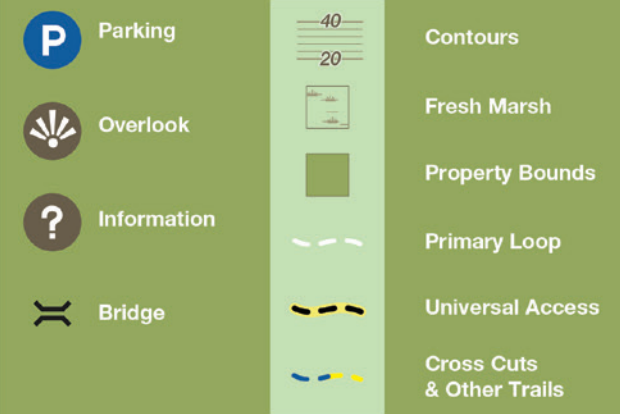 P Parking
Overlook
? Information
Bridge
40
20
Contours
Fresh Marsh
Property Bounds
Primary Loop
Universal Access
Cross Cuts
& Other Trails